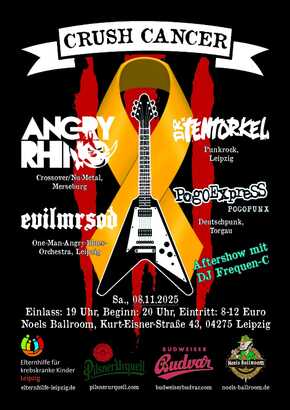 CRUSH CANCER
ANGRY
RHINO
Crossover/Nu-Metal,
Merseburg
DR. TENTORKEL
Punkrock,
Leipzig
PogoExpress
POGOPUNX
Deutschpunk,
Torgau
evilmrsod
One-Man-Angry-Blues-
Orchestra, Leipzig
Aftershow mit
DJ Frequen-C
Sa., 08.11.2025
Einlass: 19 Uhr, Beginn: 20 Uhr, Eintritt: 8-12 Euro
Noels Ballroom, Kurt-Eisner-Straße 43, 04275 Leipzig
Elternhilfe für
krebskranke Kinder
Leipzig
elternhilfe-leipzig.de
Pilsner Urquell
pilsnerurquell.com
BUDWEISER
Budvar
budweiserbudvar.com
Noels Ballroom
noels-ballroom.de